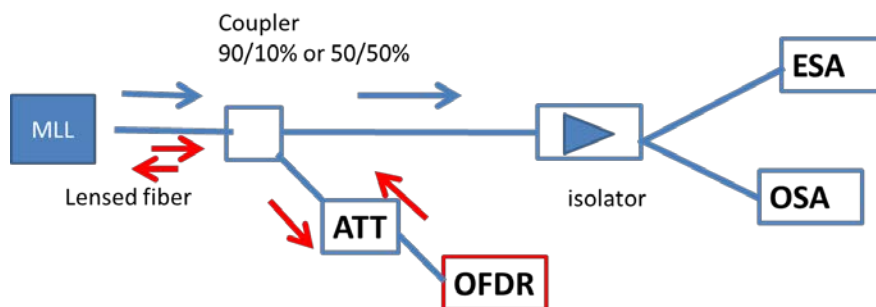 Coupler
90/10% or 50/50%
ESA
MLL
Lensed fiber
isolator
OSA
ATT
OFDR